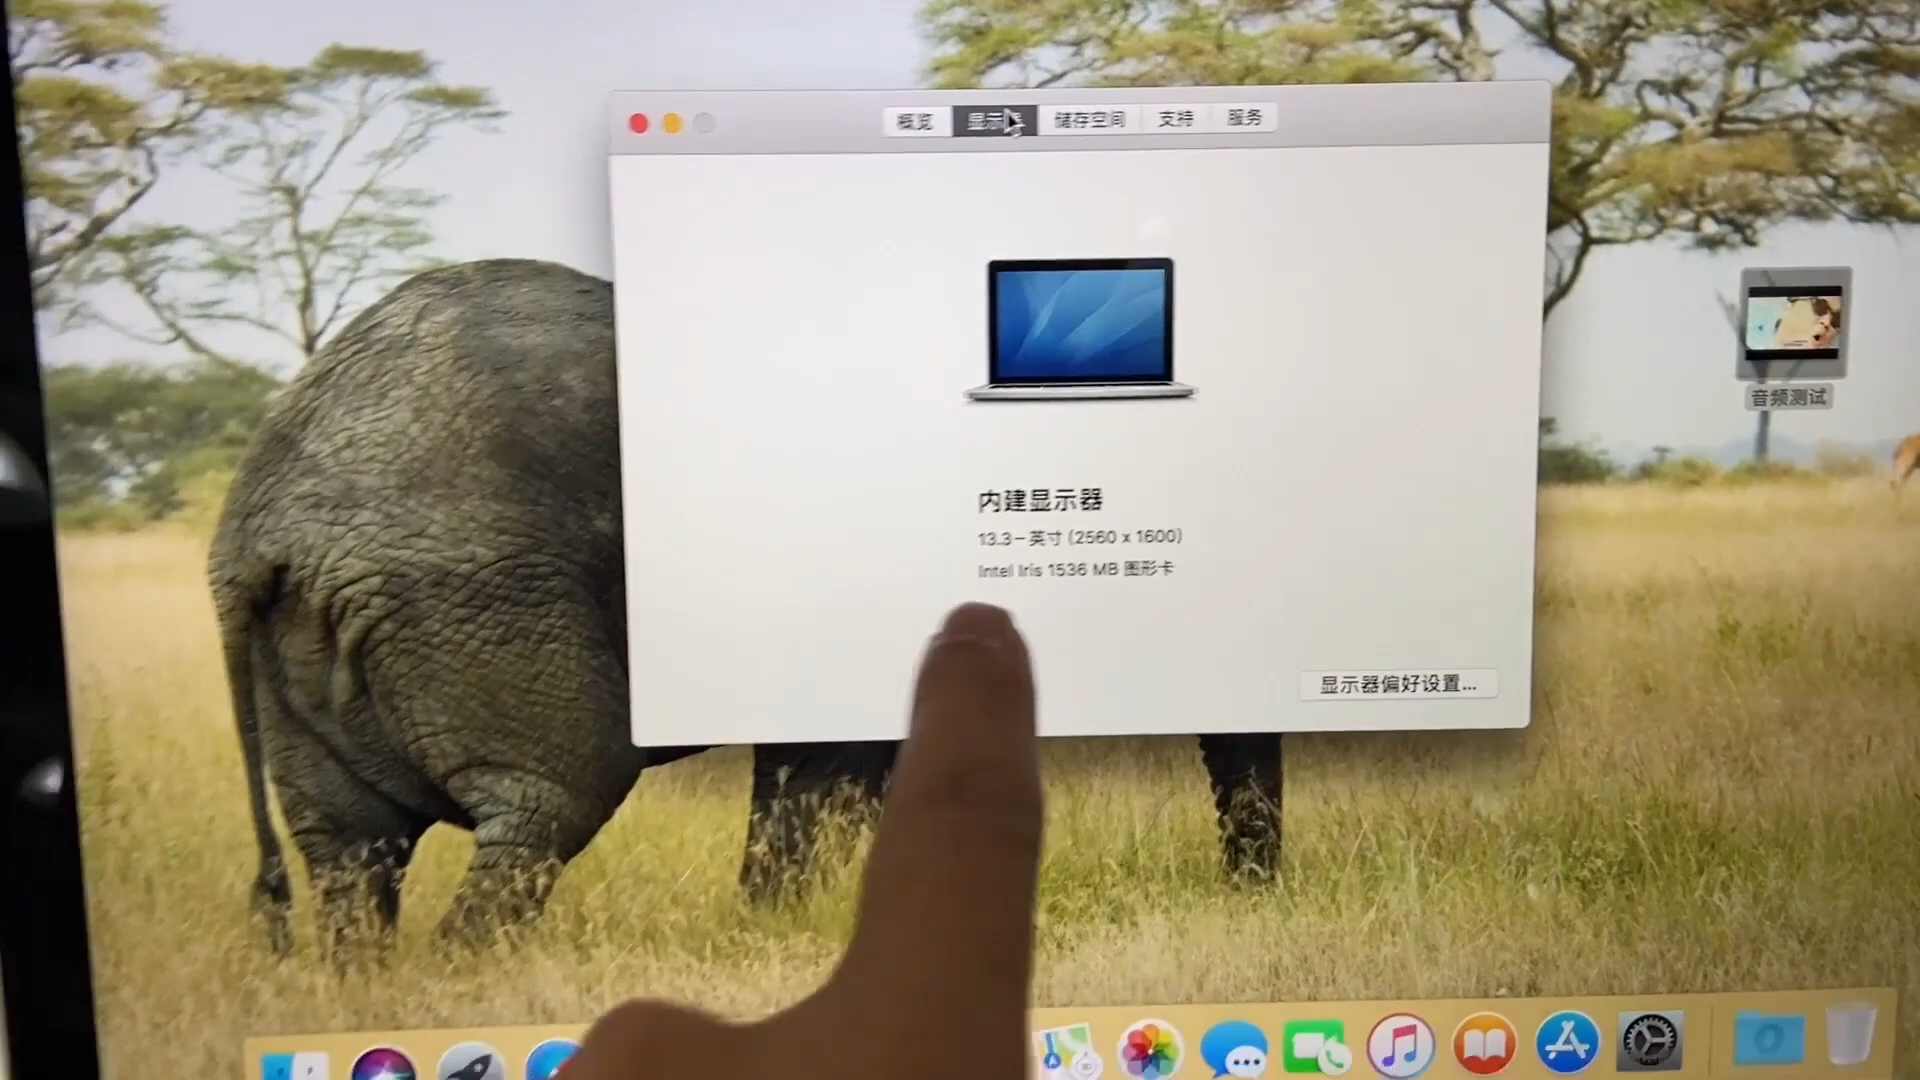 概览
显示
储存空间
支持
服务
音频测试
内建显示器
13.3-英寸 (2560 x 1600)
Intel Iris 1536 MB 图形卡
显示器偏好设置...